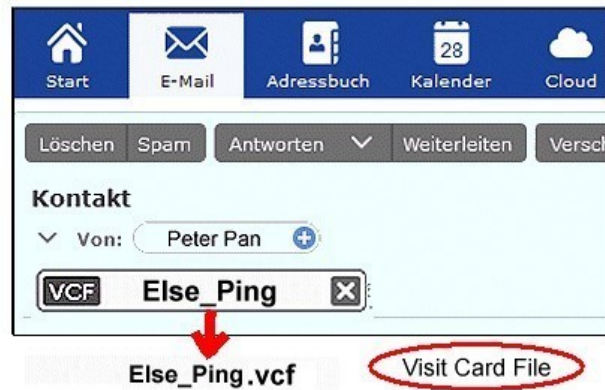 28
Start E-Mail Adressbuch Kalender Cloud
Löschen Spam Antworten Weiterleiten Versch
Kontakt
Von: Peter Pan
VCF Else_Ping
Else_Ping.vcf Visit Card File